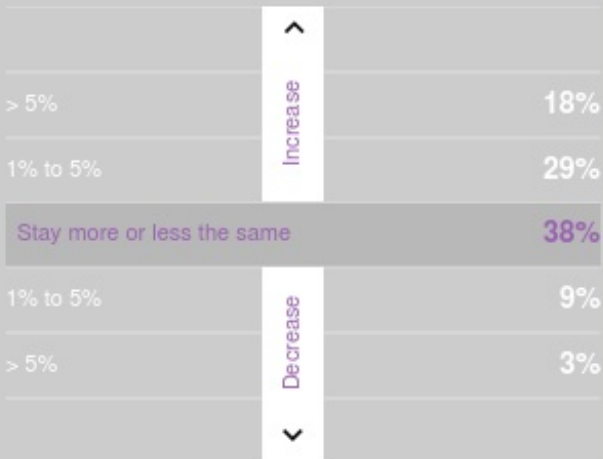 > 5%
18%
Increase
1% to 5%
29%
Stay more or less the same
38%
1% to 5%
9%
Decrease
> 5%
3%